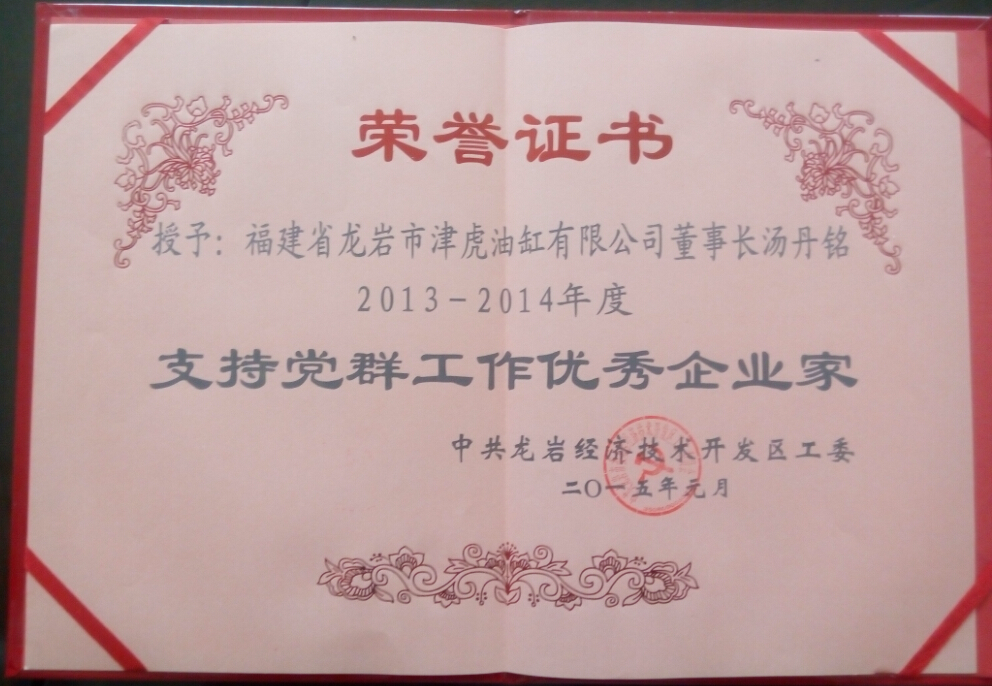 荣誉证书
授予：福建省龙岩市津虎油缸有限公司董事长汤丹铭
2013-2014年度
支持党群工作优秀企业家
中共龙岩经济技术开发区工委
二〇一五年元月